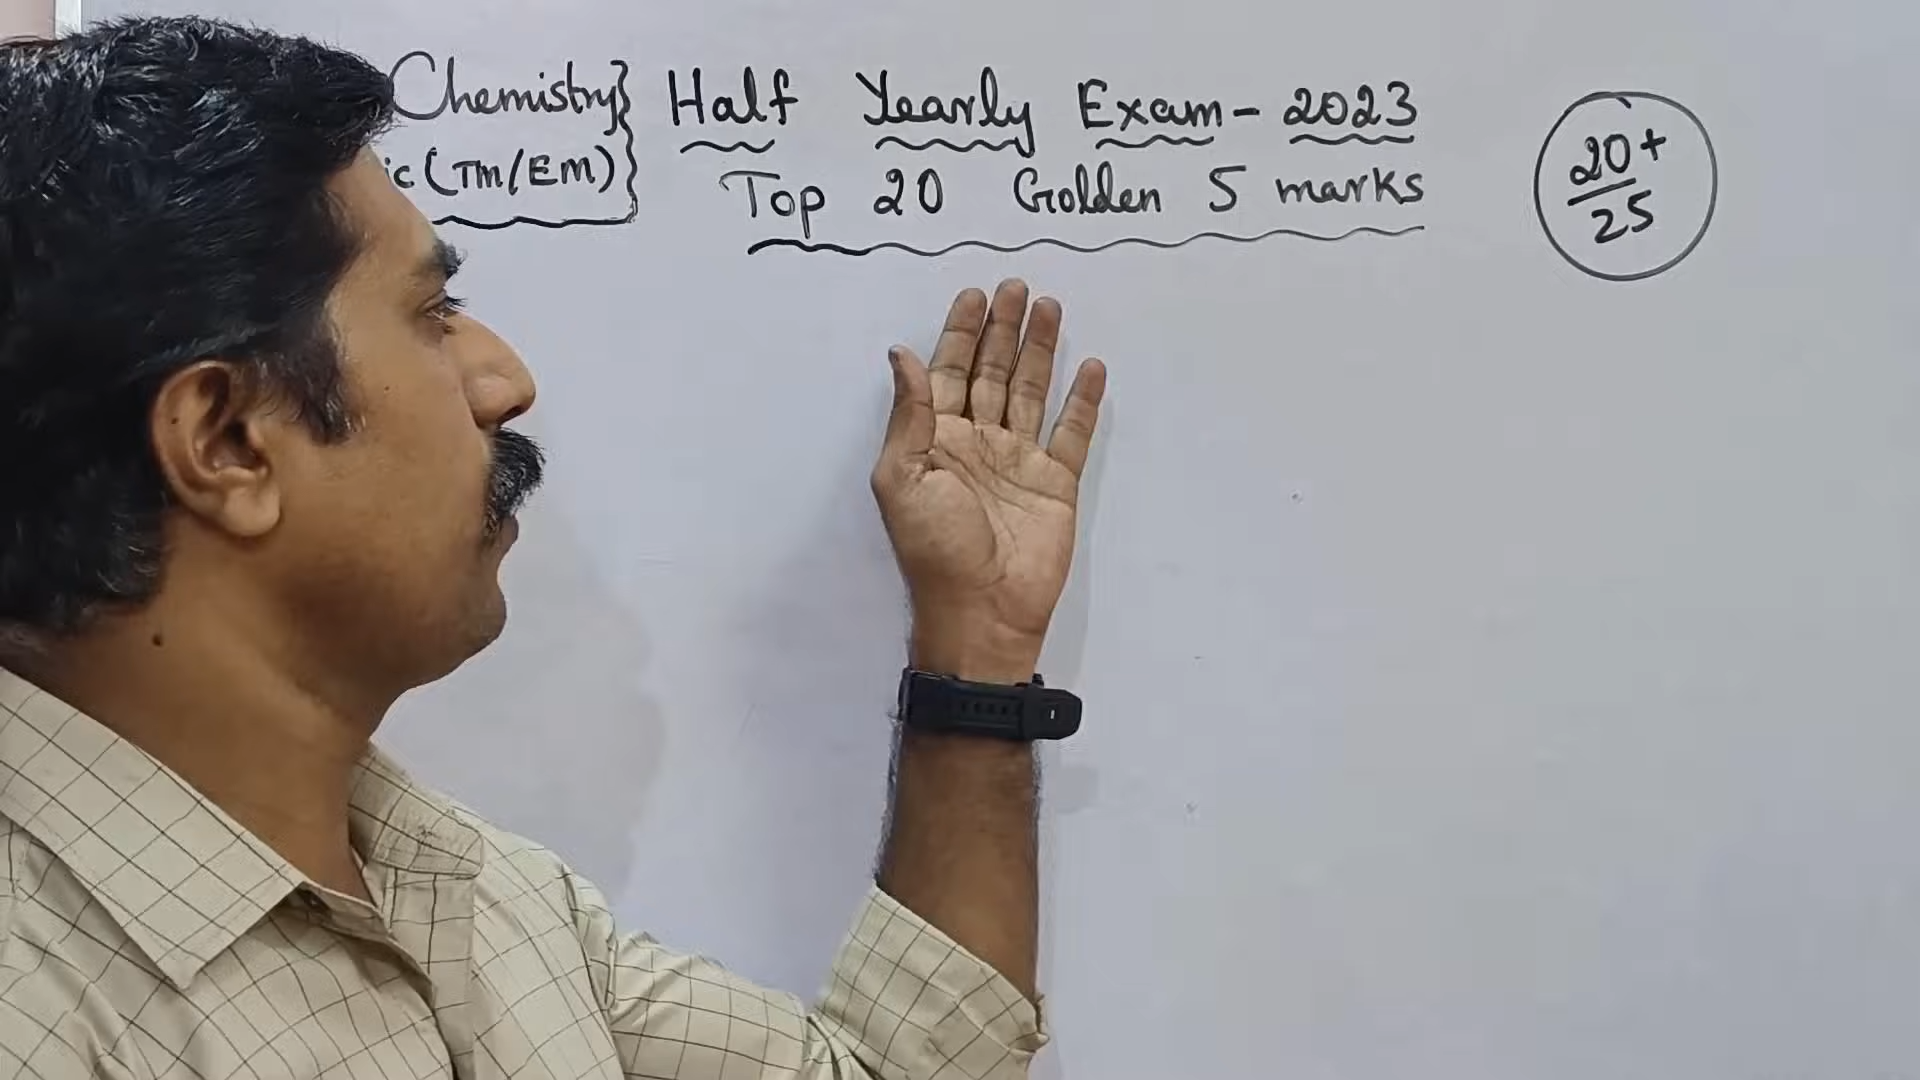 Chemistry} Half Yearly Exam - 2023
ic (TM/EM)} Top 20 Golden 5 marks
20+
25